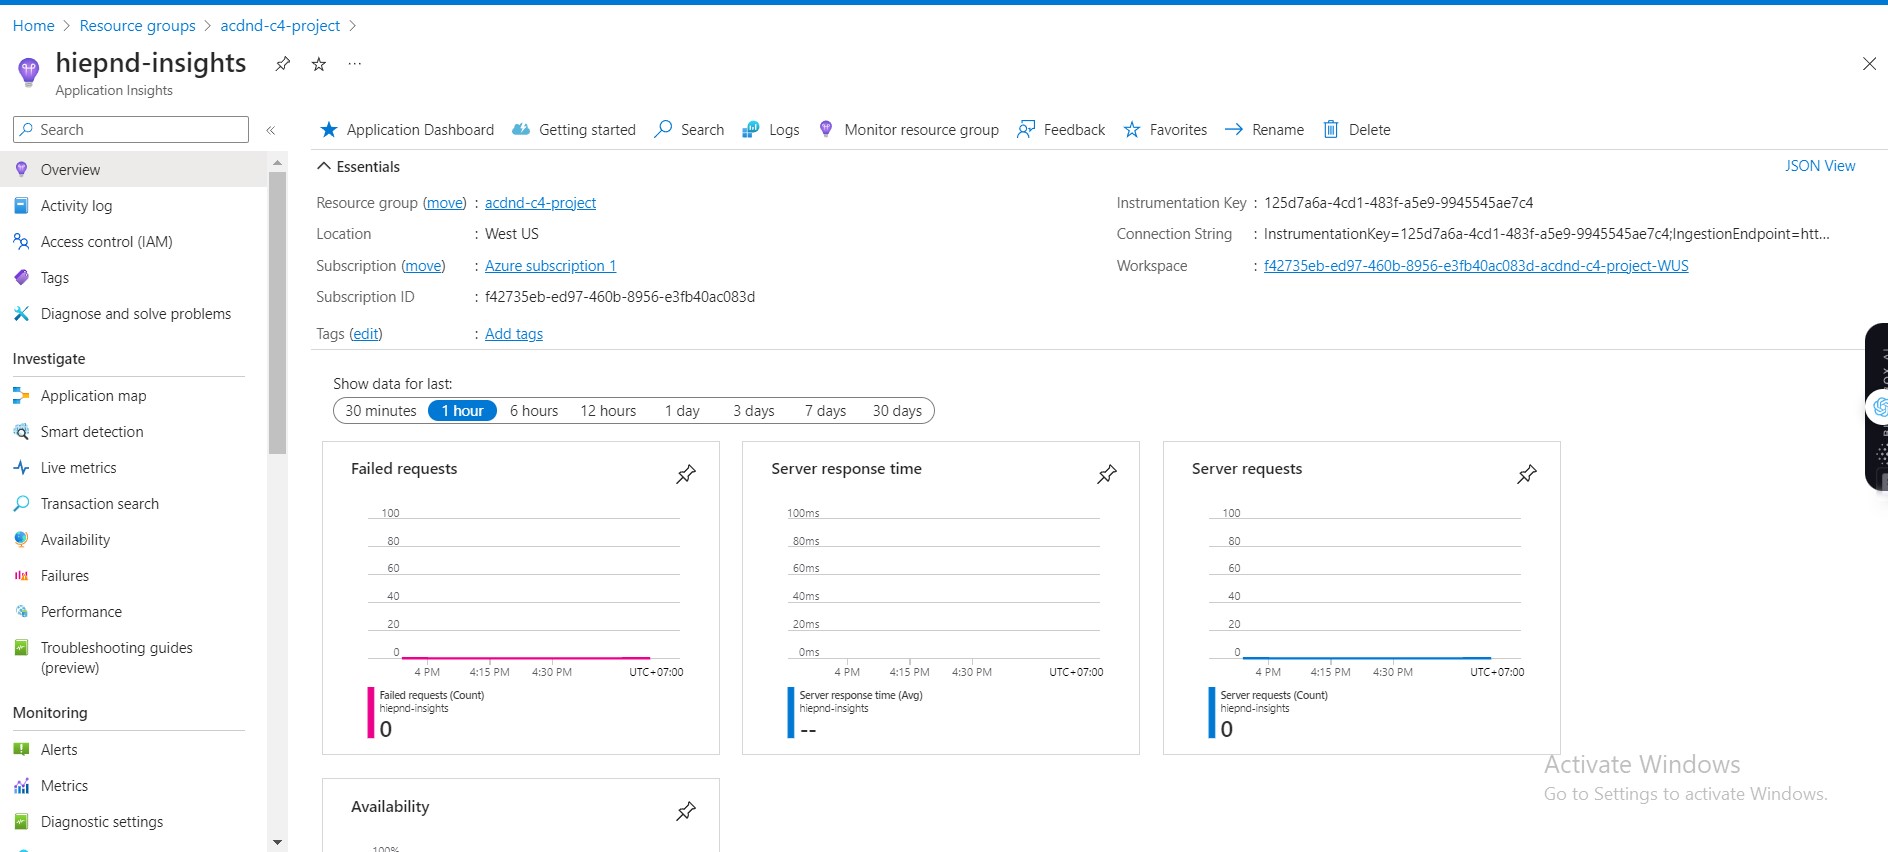 Home > Resource groups > acdnd-c4-project >
hiepnd-insights
Application Insights
Search
Application Dashboard Getting started Search Logs Monitor resource group Feedback Favorites Rename Delete
Overview
Activity log
Access control (IAM)
Tags
Diagnose and solve problems
Investigate
Application map
Smart detection
Live metrics
Transaction search
Availability
Failures
Performance
Troubleshooting guides
(preview)
Monitoring
Alerts
Metrics
Diagnostic settings
Essentials
JSON View
Resource group (move) : acdnd-c4-project
Location : West US
Subscription (move) : Azure subscription 1
Subscription ID : f42735eb-ed97-460b-8956-e3fb40ac083d
Tags (edit) : Add tags
Instrumentation Key : 125d7a6a-4cd1-483f-a5e9-9945545ae7c4
Connection String : InstrumentationKey=125d7a6a-4cd1-483f-a5e9-9945545ae7c4;IngestionEndpoint=htt...
Workspace : f42735eb-ed97-460b-8956-e3fb40ac083d-acdnd-c4-project-WUS
Show data for last:
30 minutes 1 hour 6 hours 12 hours 1 day 3 days 7 days 30 days
Failed requests
100
80
60
40
20
0
4 PM 4:15 PM 4:30 PM UTC+07:00
Failed requests (Count)
hiepnd-insights
0
Server response time
100ms
80ms
60ms
40ms
20ms
0ms
4 PM 4:15 PM 4:30 PM UTC+07:00
Server response time (Avg)
hiepnd-insights
--
Server requests
100
80
60
40
20
0
4 PM 4:15 PM 4:30 PM UTC+07:00
Server requests (Count)
hiepnd-insights
0
Availability
100%
Activate Windows
Go to Settings to activate Windows.